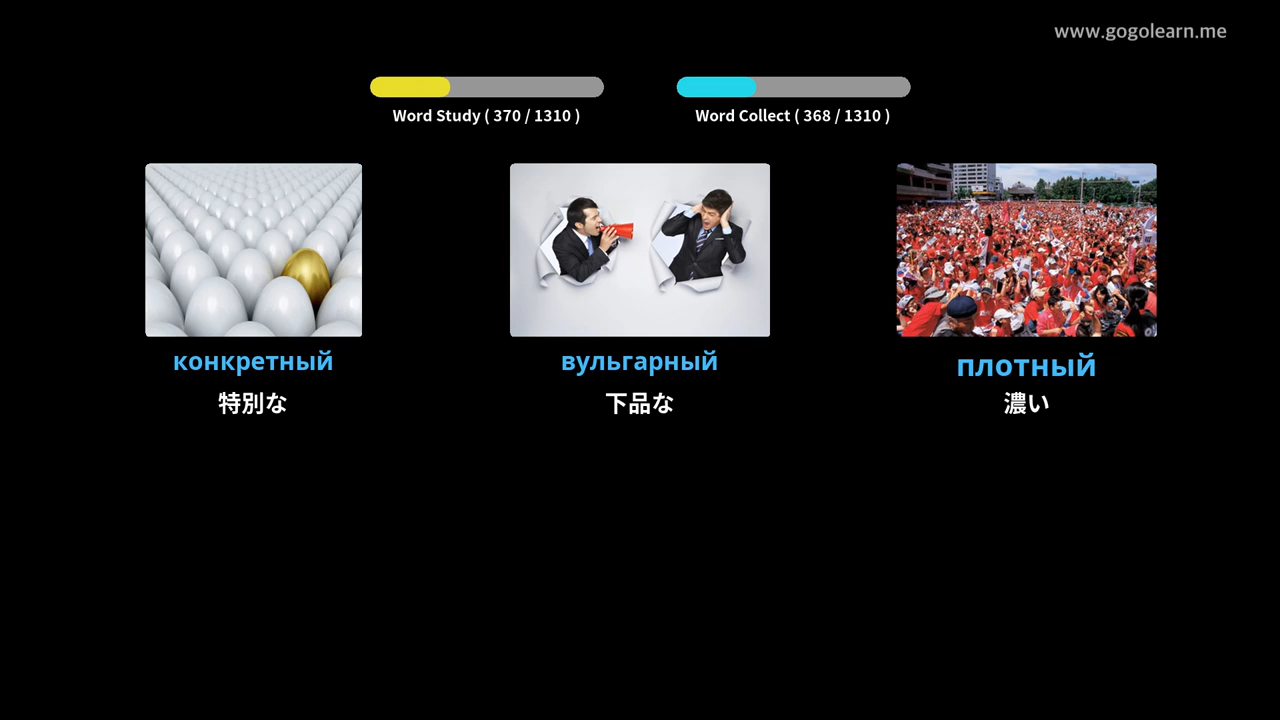 www.gogolearn.me
Word Study ( 370 / 1310 )
Word Collect ( 368 / 1310 )
конкретный
вульгарный
плотный
特別な
下品な
濃い